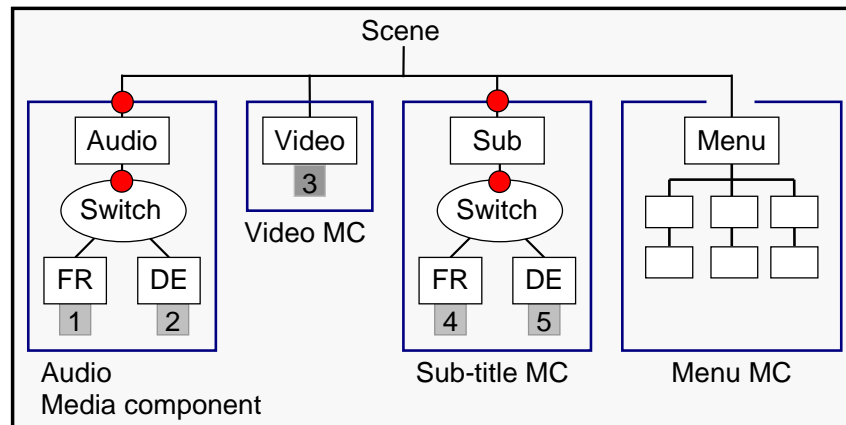 Scene
Audio Video Sub Menu
3
Switch Switch
Video MC
FR DE FR DE
1 2 4 5
Audio Sub-title MC Menu MC
Media component